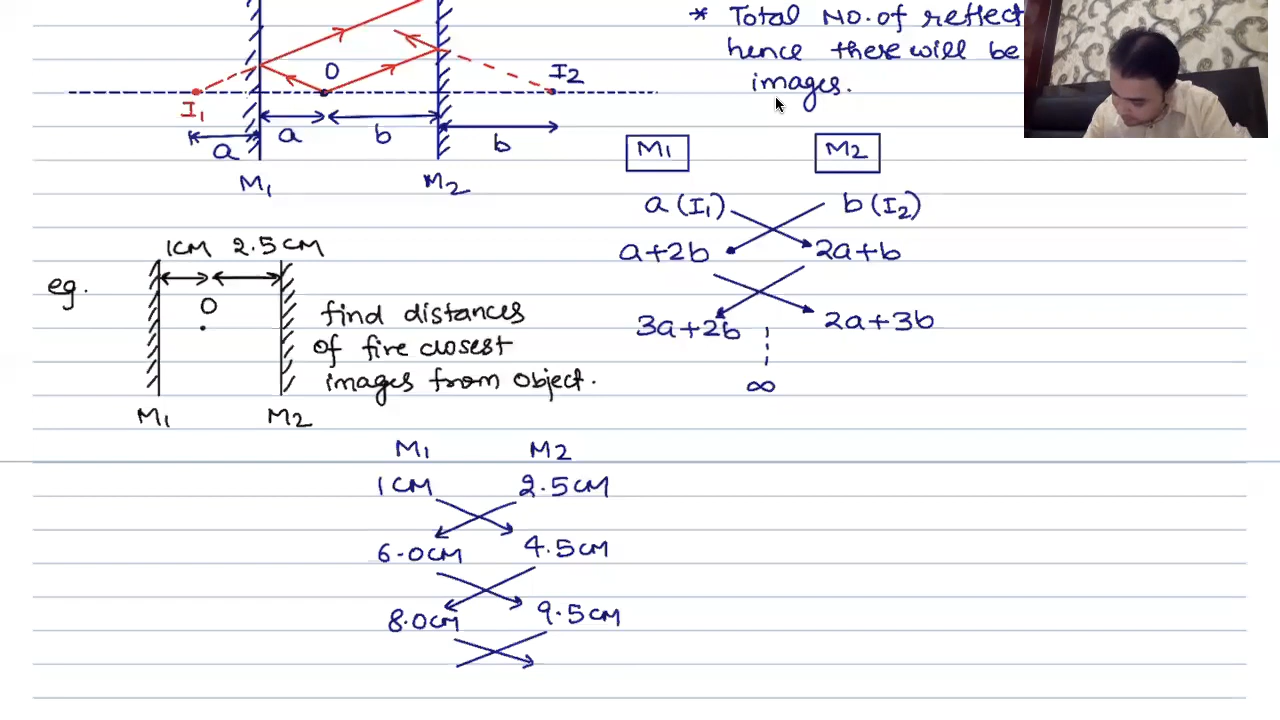 * Total NO. of reflect
hence there will be
images.
O
I1
I2
a
a
b
b
M1
M2
M1
M2
a (I1)
b (I2)
a+2b
2a+b
3a+2b
2a+3b
∞
eg.
1CM 2.5CM
O
M1
M2
find distances
of five closest
images from object.
M1
M2
1CM
2.5CM
6.0CM
4.5CM
8.0CM
9.5CM